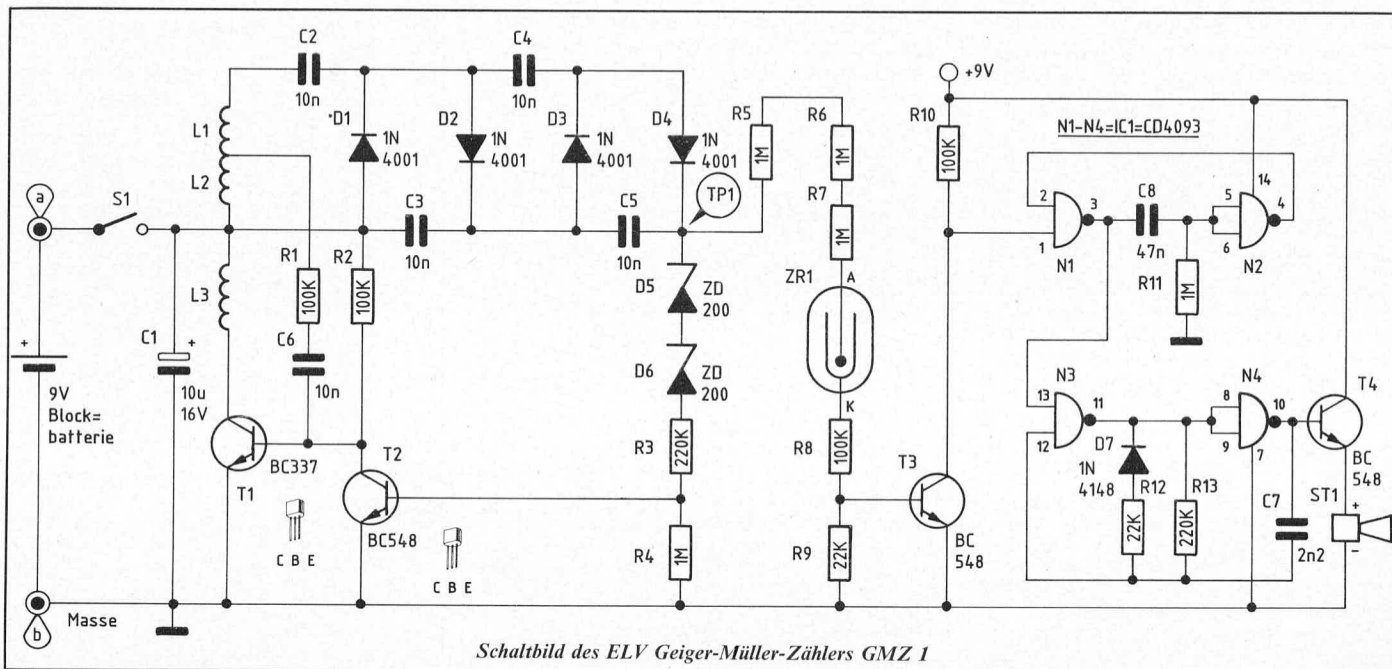 C2
10n
C4
10n
L1
L2
L3
D1
1N
4001
D2
1N
4001
D3
1N
4001
D4
1N
4001
TP1
a
S1
C3
10n
C5
10n
R1
100K
R2
100K
C1
+
10u
16V
C6
10n
+
9V
Block=
batterie
BC337
T1
C B E
T2
BC548
C B E
D5
ZD
200
D6
ZD
200
R3
220K
R4
1M
R5
1M
R6
1M
R7
1M
ZR1
A
K
R8
100K
R9
22K
R10
100K
+9V
T3
BC
548
N1-N4=IC1=CD4093
2
1
3
N1
C8
47n
R11
1M
5
6
14
4
N2
N3
13
12
11
D7
1N
4148
R12
22K
R13
220K
N4
8
9
10
7
C7
2n2
T4
BC
548
ST1
+
-
b
Masse
Schaltbild des ELV Geiger-Müller-Zählers GMZ 1